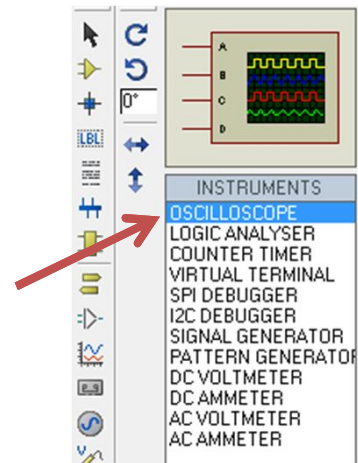 A
B
C
D
LBL
0°
INSTRUMENTS
OSCILLOSCOPE
LOGIC ANALYSER
COUNTER TIMER
VIRTUAL TERMINAL
SPI DEBUGGER
I2C DEBUGGER
SIGNAL GENERATOR
PATTERN GENERATOR
DC VOLTMETER
DC AMMETER
AC VOLTMETER
AC AMMETER
V